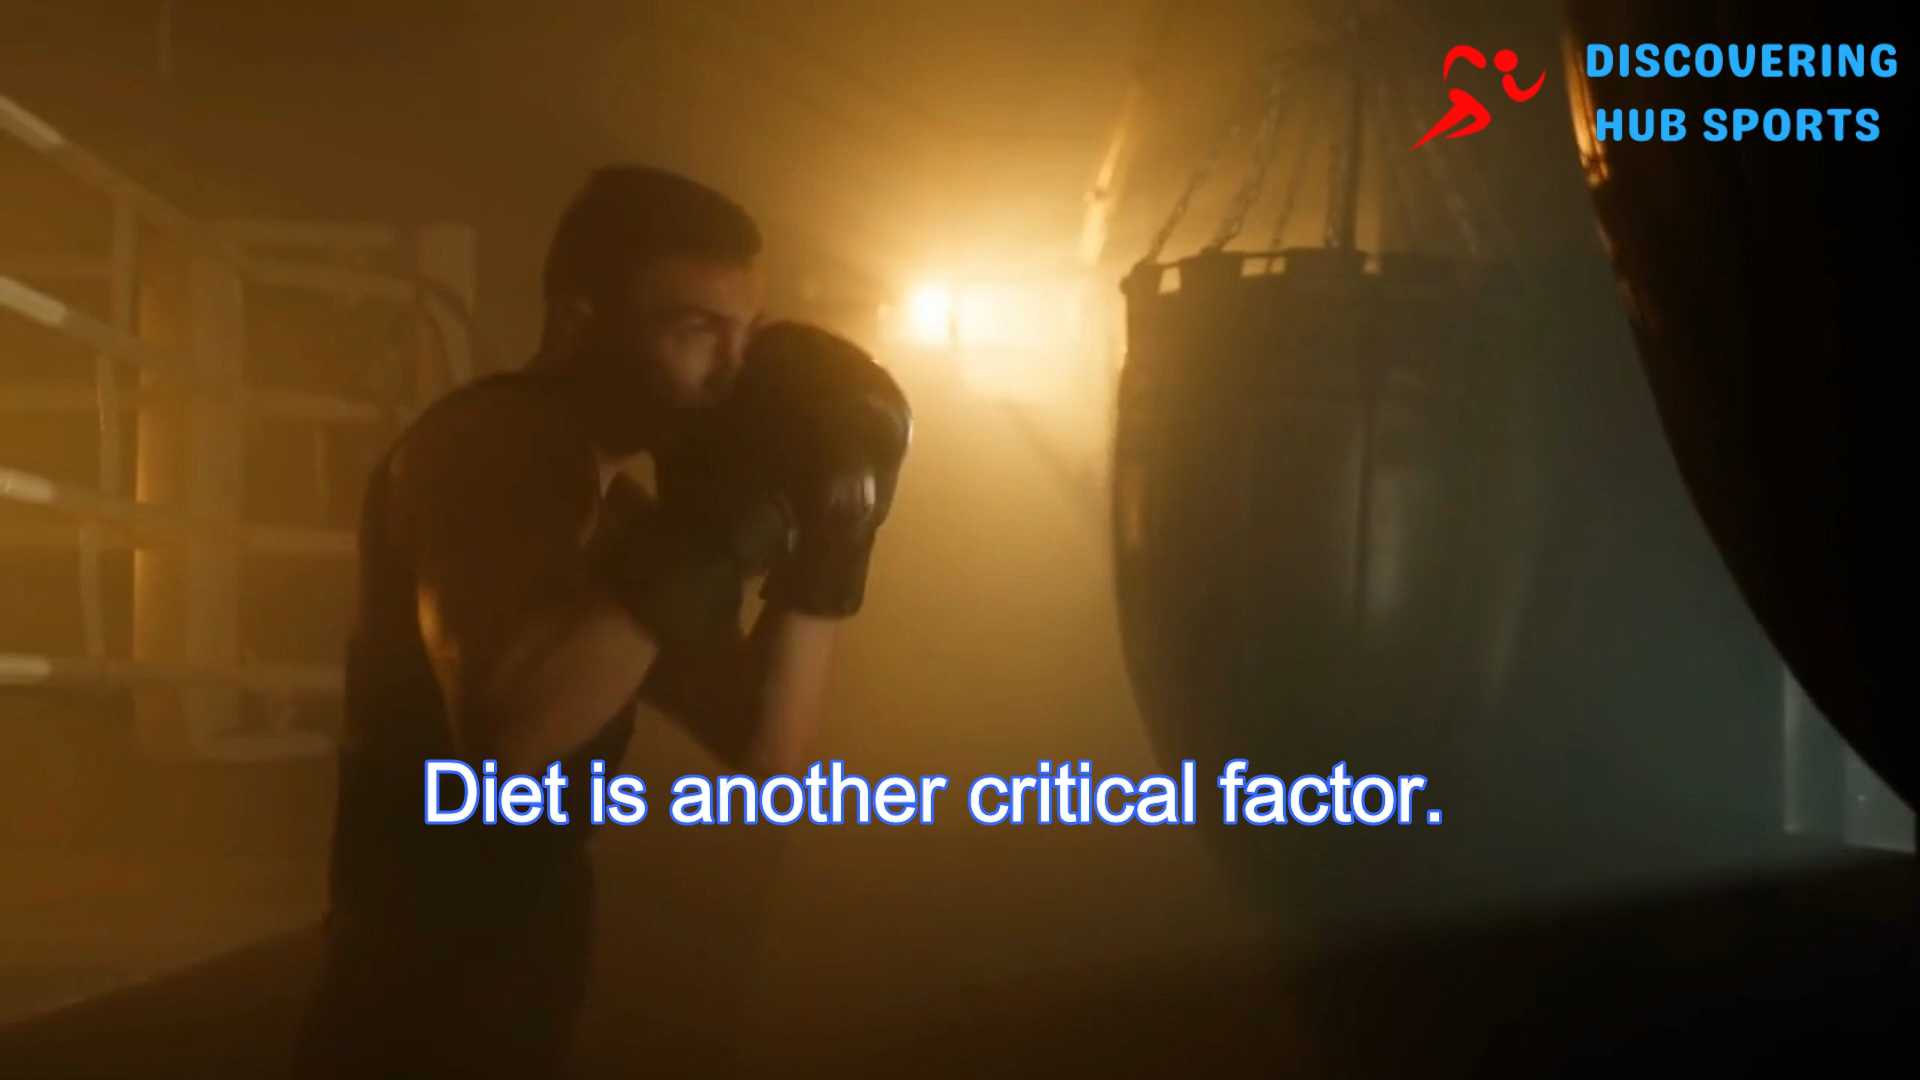 DISCOVERING
HUB SPORTS
Diet is another critical factor.